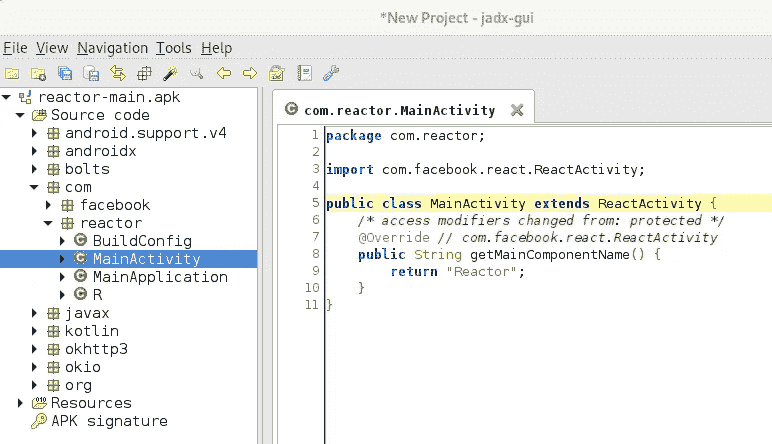 *New Project - jadx-gui
File View Navigation Tools Help
reactor-main.apk
Source code
android.support.v4
androidx
bolts
com
facebook
reactor
BuildConfig
MainActivity
MainApplication
R
javax
kotlin
okhttp3
okio
org
Resources
APK signature
com.reactor.MainActivity
1 package com.reactor;
2
3 import com.facebook.react.ReactActivity;
4
5 public class MainActivity extends ReactActivity {
6 /* access modifiers changed from: protected */
7 @Override // com.facebook.react.ReactActivity
8 public String getMainComponentName() {
9 return "Reactor";
10 }
11 }